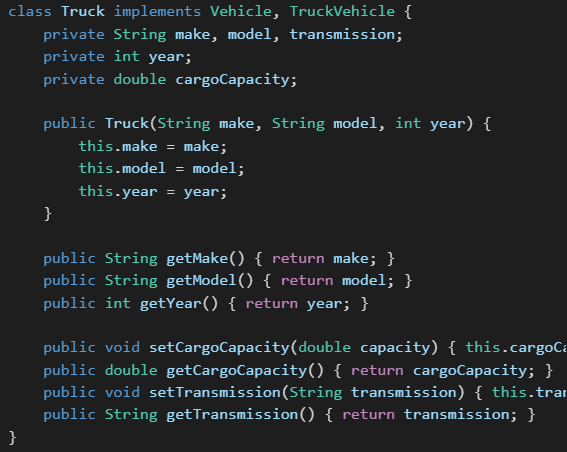 class Truck implements Vehicle, TruckVehicle {
    private String make, model, transmission;
    private int year;
    private double cargoCapacity;

    public Truck(String make, String model, int year) {
        this.make = make;
        this.model = model;
        this.year = year;
    }

    public String getMake() { return make; }
    public String getModel() { return model; }
    public int getYear() { return year; }

    public void setCargoCapacity(double capacity) { this.cargoCa
    public double getCargoCapacity() { return cargoCapacity; }
    public void setTransmission(String transmission) { this.tran
    public String getTransmission() { return transmission; }
}